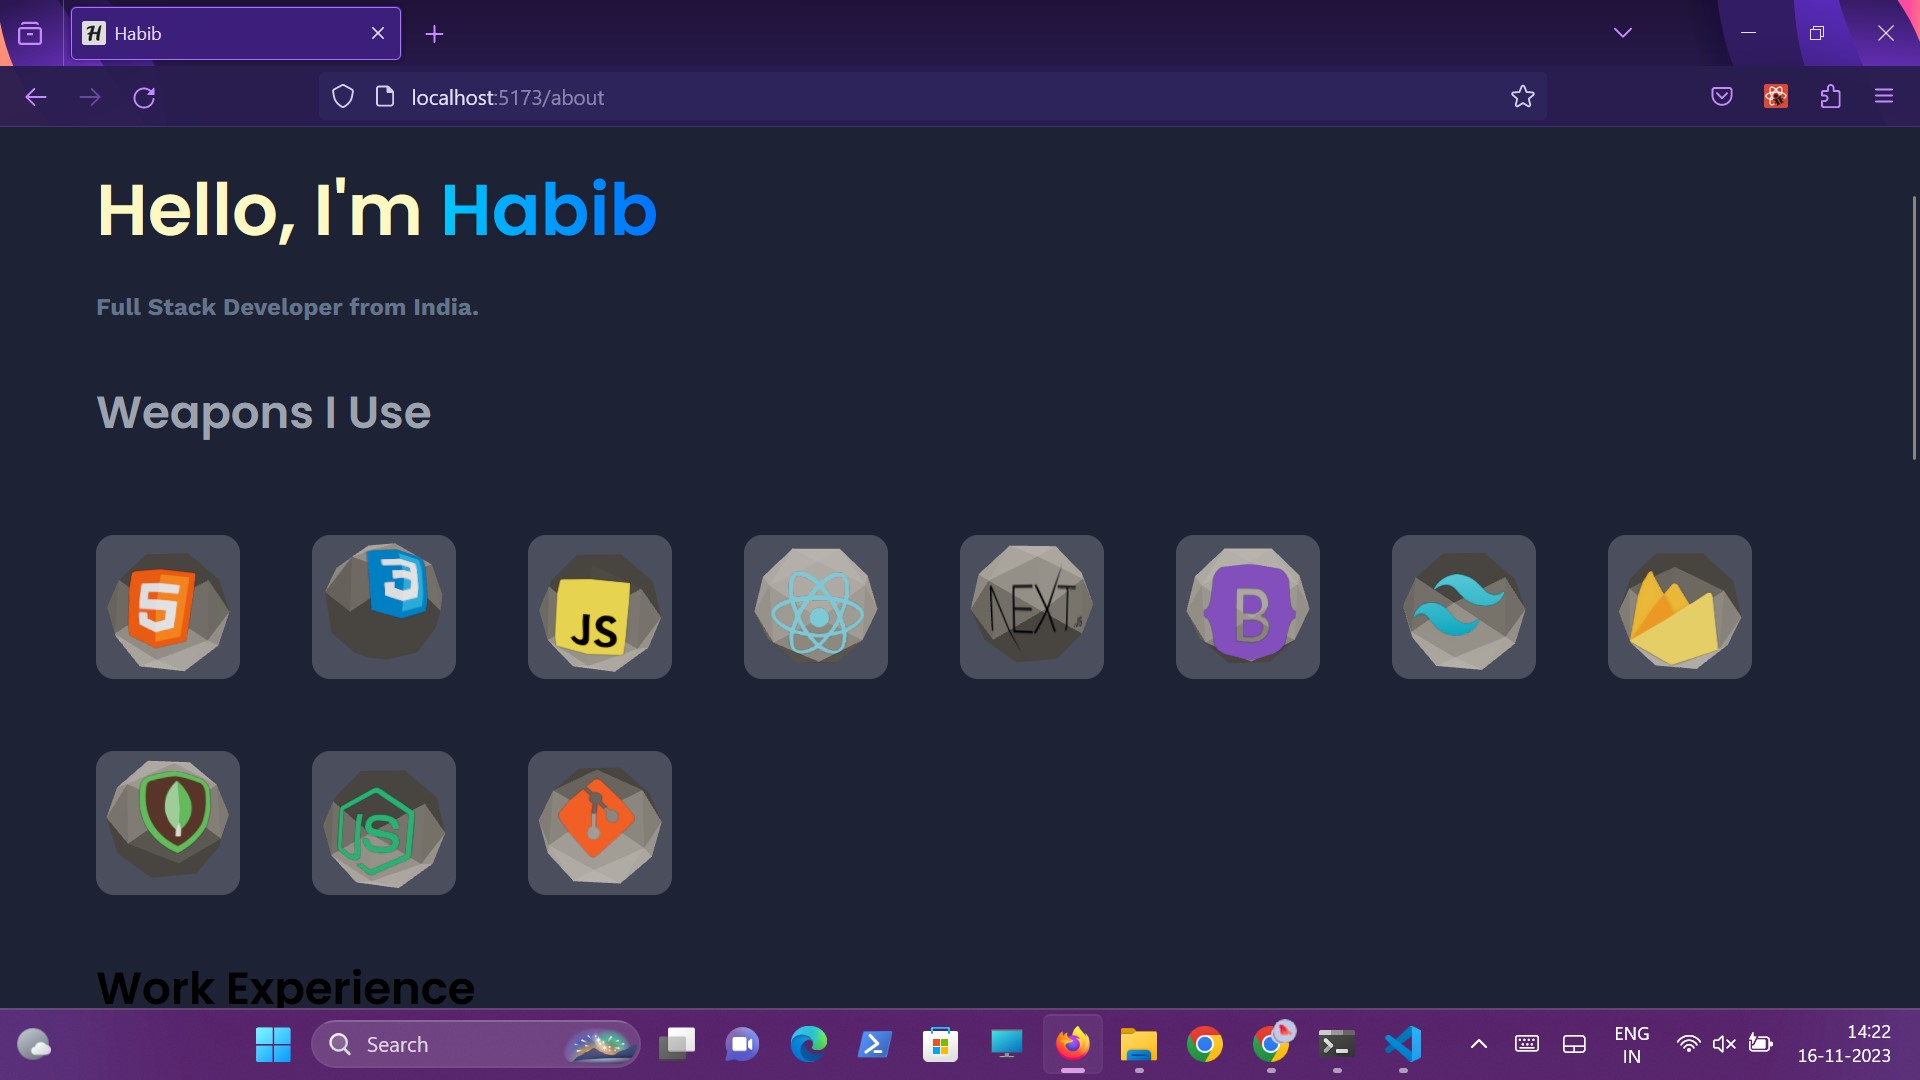 H Habib
localhost:5173/about
Hello, I'm Habib
Full Stack Developer from India.
Weapons I Use
5 3 JS NEXT.JS B
JS
Work Experience
Search
ENG
IN
14:22
16-11-2023